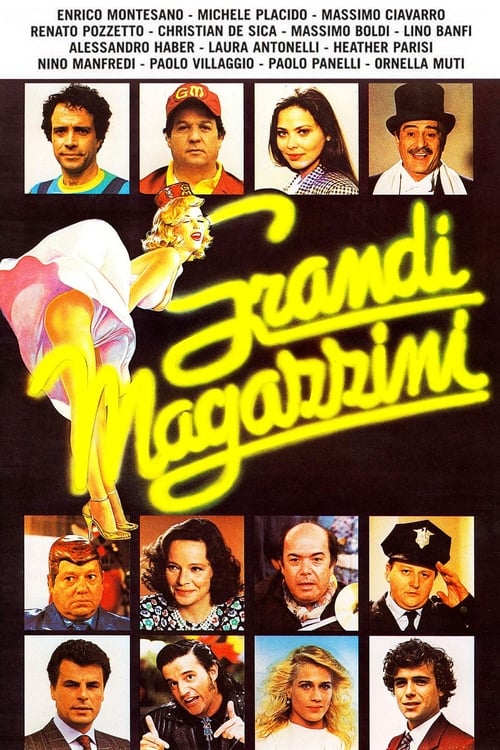 ENRICO MONTESANO - MICHELE PLACIDO - MASSIMO CIAVARRO
RENATO POZZETTO - CHRISTIAN DE SICA - MASSIMO BOLDI - LINO BANFI
ALESSANDRO HABER - LAURA ANTONELLI - HEATHER PARISI
NINO MANFREDI - PAOLO VILLAGGIO - PAOLO PANELLI - ORNELLA MUTI
GM
Grandi
Magazzini